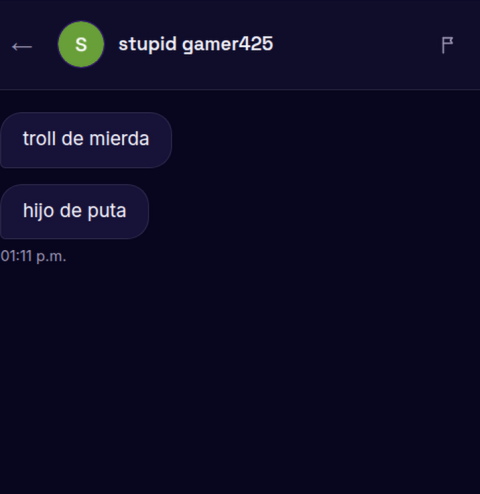 S
stupid gamer425
troll de mierda
hijo de puta
01:11 p.m.